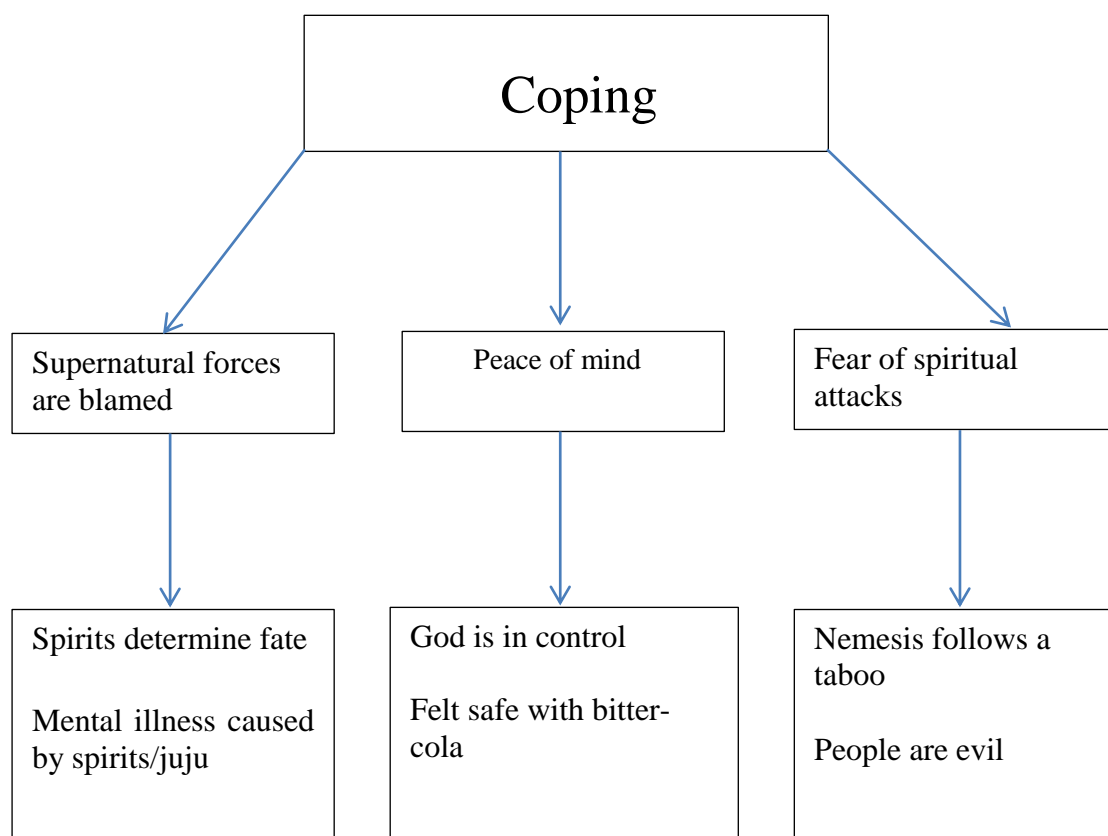 Coping
Supernatural forces
are blamed
Peace of mind
Fear of spiritual
attacks
Spirits determine fate
Mental illness caused
by spirits/juju
God is in control
Felt safe with bitter-
cola
Nemesis follows a
taboo
People are evil